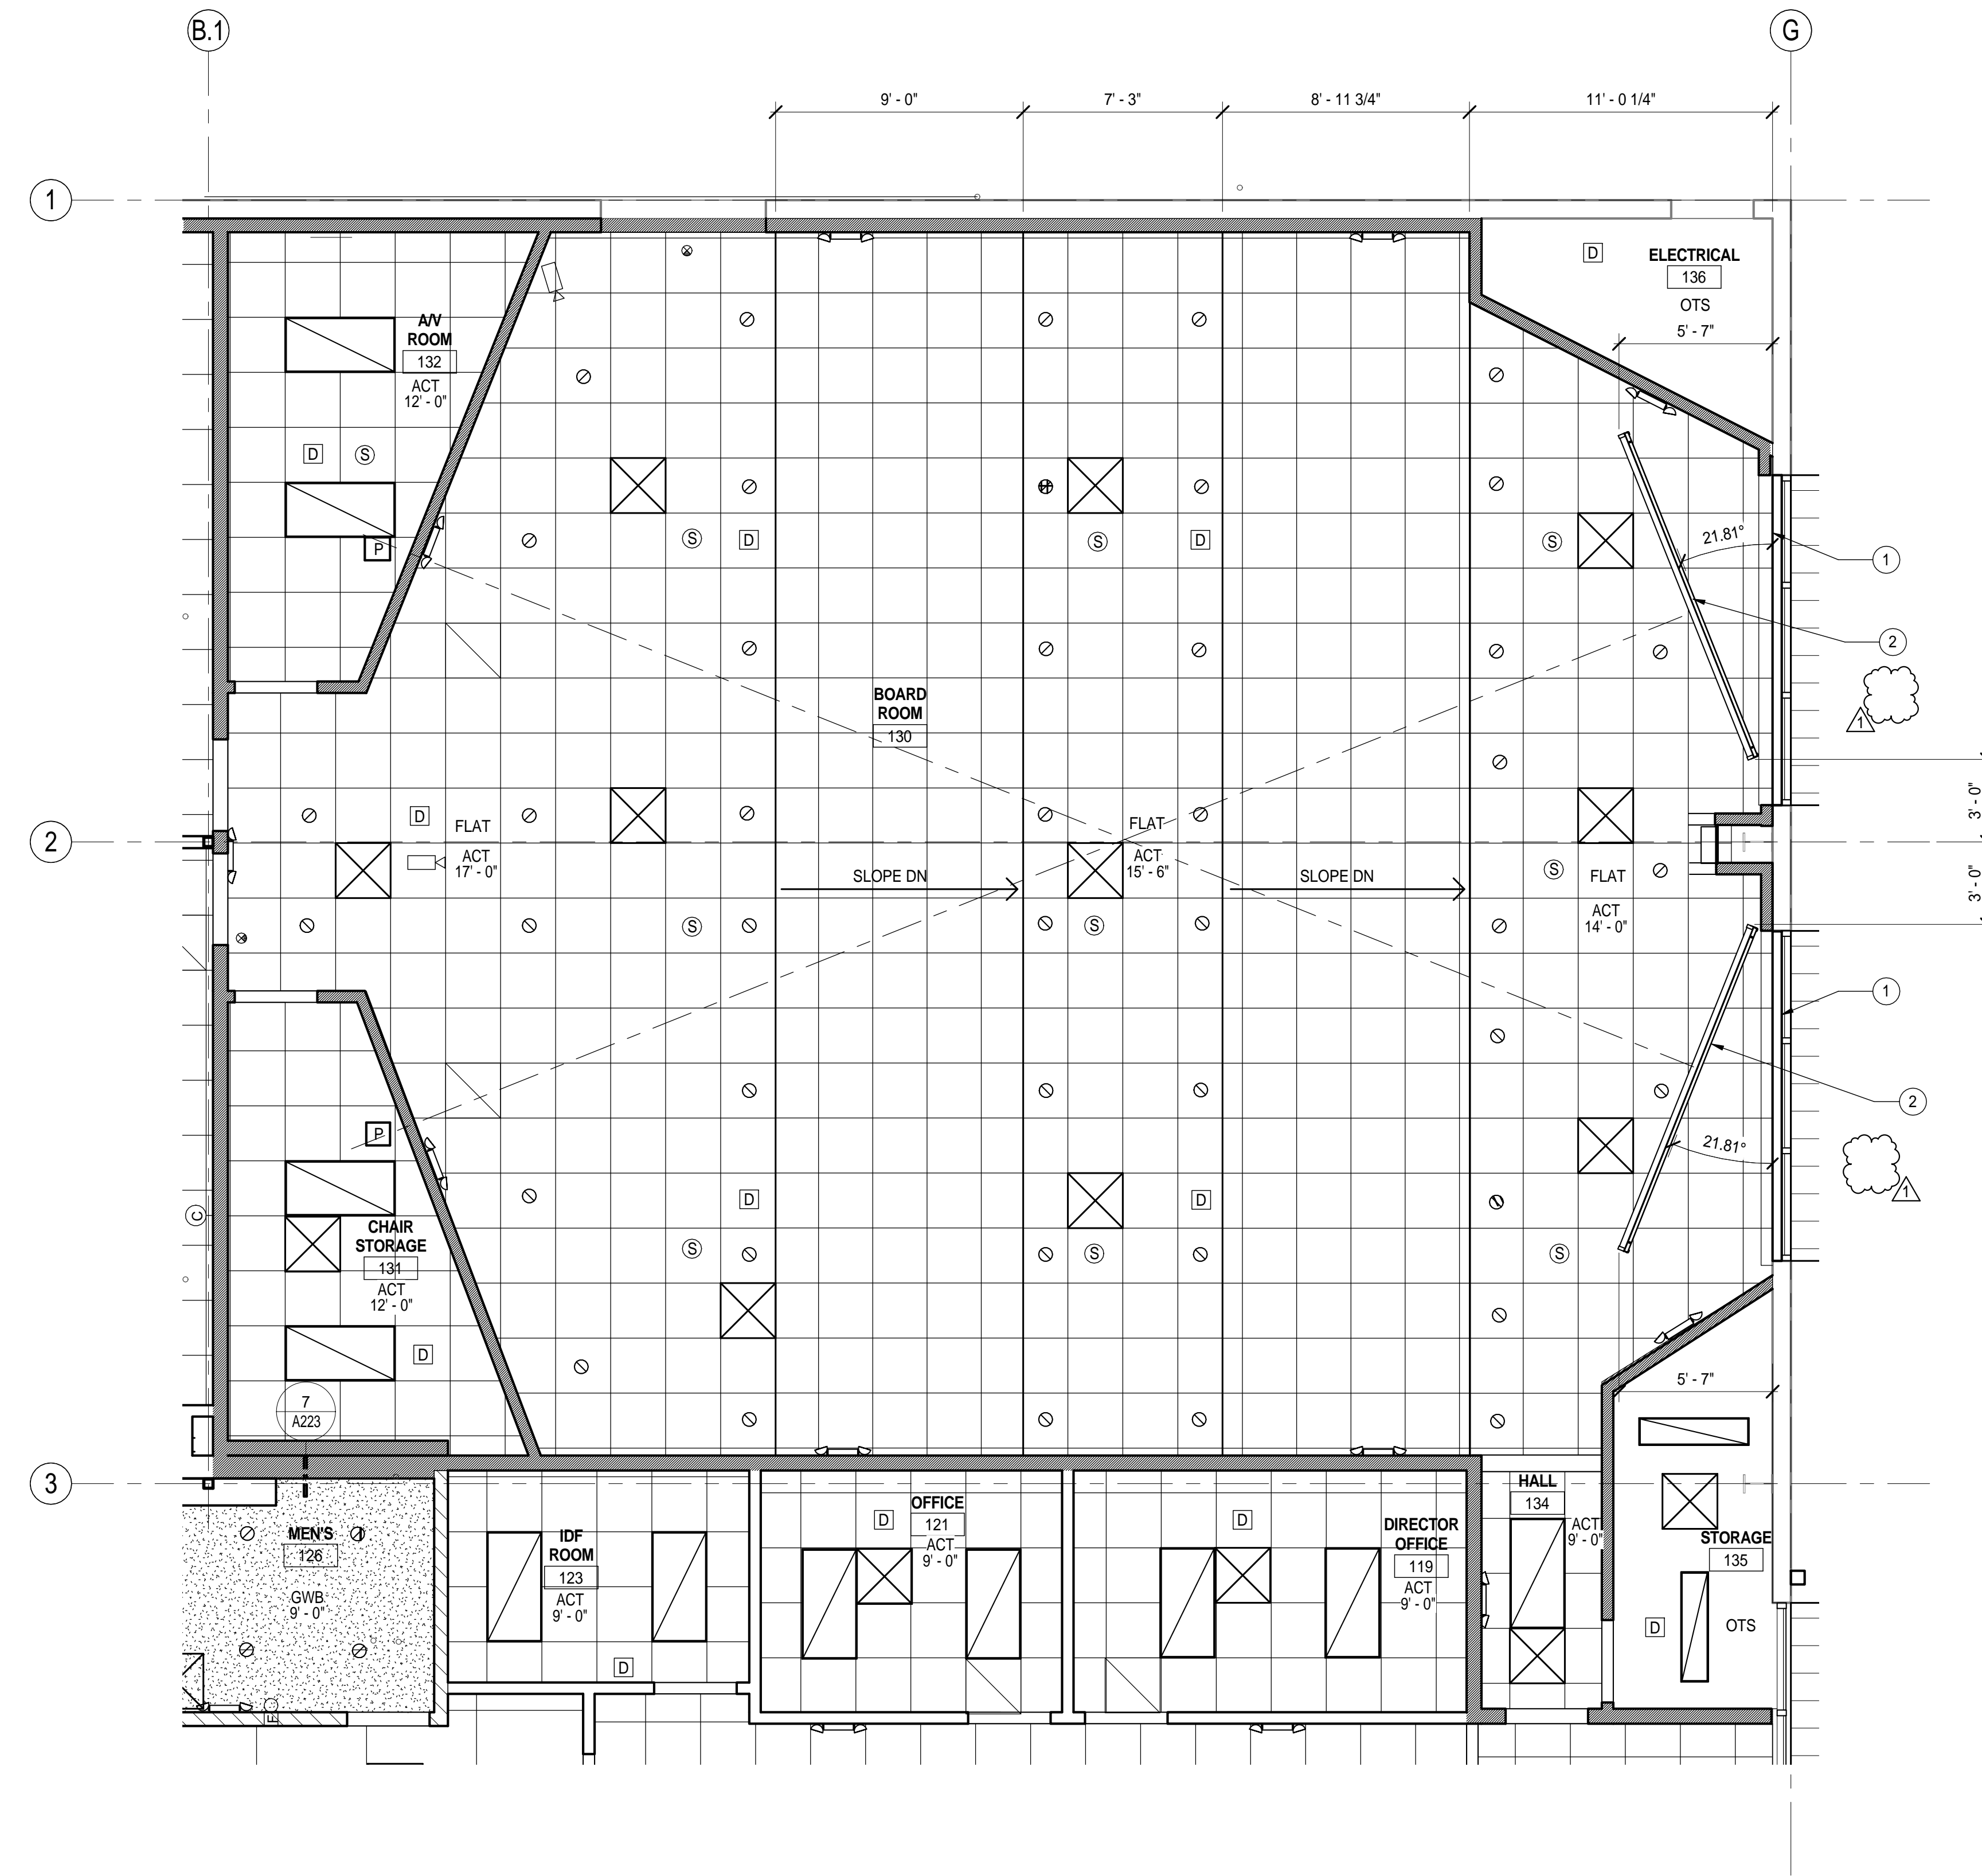 B.1
G
9' - 0"
7' - 3"
8' - 11 3/4"
11' - 0 1/4"
1
D
ELECTRICAL
136
OTS
5' - 7"
A/V
ROOM
132
ACT
12' - 0"
D
S
P
S
D
S
D
S
21.81°
1
2
1
BOARD
ROOM
130
3' - 0"
3' - 0"
2
D
FLAT
ACT
17' - 0"
SLOPE DN
FLAT
ACT
15' - 6"
SLOPE DN
S
FLAT
ACT
14' - 0"
S
S
1
2
21.81°
1
P
C
D
D
S
S
S
CHAIR
STORAGE
131
ACT
12' - 0"
D
7
A223
5' - 7"
3
MEN'S
126
GWB
9' - 0"
F
IDF
ROOM
123
ACT
9' - 0"
D
D
OFFICE
121
ACT
9' - 0"
D
DIRECTOR
OFFICE
119
ACT
9' - 0"
HALL
134
ACT
9' - 0"
STORAGE
135
D
OTS